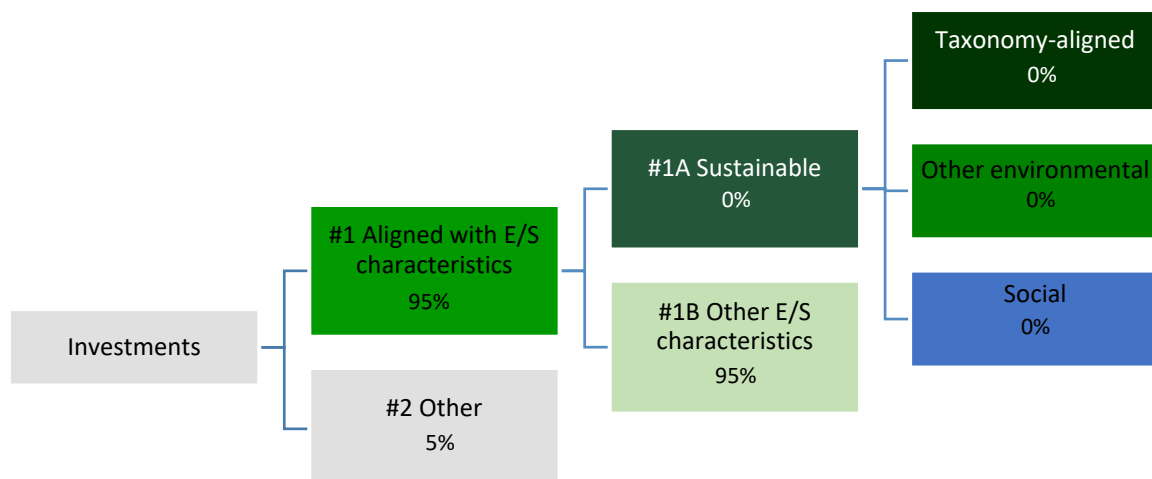 Investments
#1 Aligned with E/S
characteristics
95%
#2 Other
5%
#1A Sustainable
0%
#1B Other E/S
characteristics
95%
Taxonomy-aligned
0%
Other environmental
0%
Social
0%